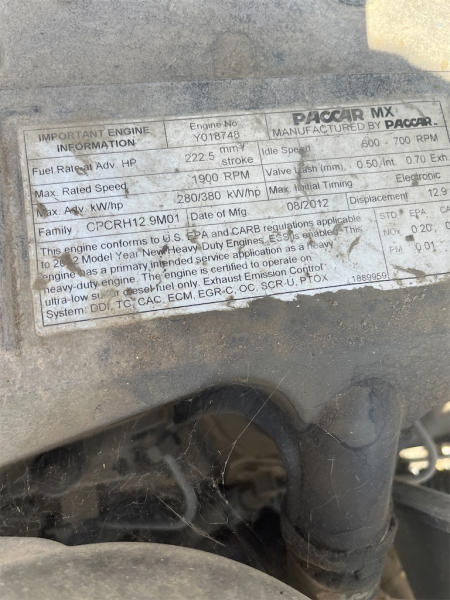 IMPORTANT ENGINE INFORMATION
Engine No. Y018748
PACCAR MX
MANUFACTURED BY PACCAR
Fuel Rate at Adv. HP 222.5 mm³/stroke
Idle Speed 600 - 700 RPM
Max. Rated Speed 1900 RPM
Valve Lash (mm) 0.50/Int. 0.70 Exh
Max. Adv. kW/hp 280/380 kW/hp
Max. Initial Timing Electronic
Family CPCRH12.9M01
Date of Mfg. 08/2012
Displacement 12.9
This engine conforms to U.S. EPA and CARB regulations applicable
to 2012 Model Year New Heavy-Duty Engines. ESS is enabled. This
engine has a primary intended service application as a heavy
heavy-duty engine. The engine is certified to operate on
ultra-low sulfur diesel fuel only. Exhaust Emission Control
System: DDI, TC, CAC, ECM, EGR-C, OC, SCR-U, PTOX
STD EPA CA
NOx 0.20 0.
PM 0.01
1889959